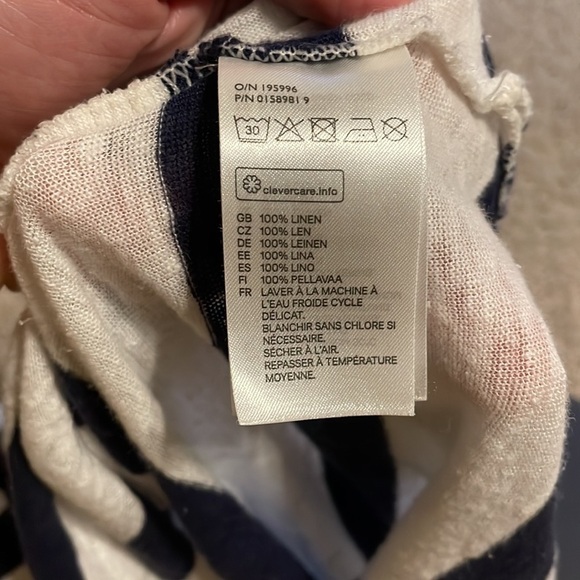 O/N 195996
P/N 0158981 9
30
clevercare.info
GB 100% LINEN
CZ 100% LEN
DE 100% LEINEN
EE 100% LINA
ES 100% LINO
FI 100% PELLAVAA
FR LAVER À LA MACHINE À
L'EAU FROIDE CYCLE
DÉLICAT.
BLANCHIR SANS CHLORE SI
NÉCESSAIRE.
SÉCHER À L'AIR.
REPASSER À TEMPÉRATURE
MOYENNE.